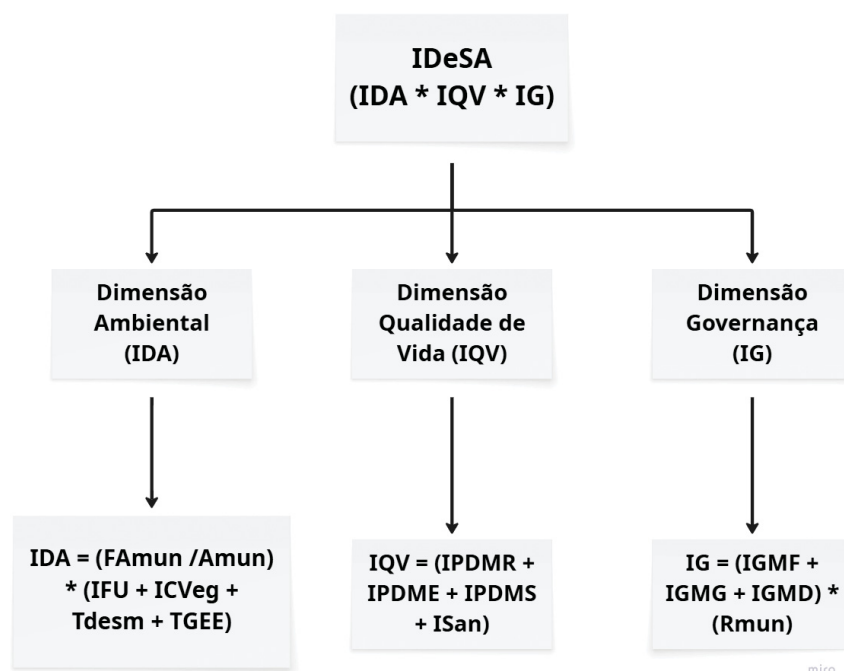 IDeSA
(IDA * IQV * IG)
Dimensão
Ambiental
(IDA)
Dimensão
Qualidade de
Vida (IQV)
Dimensão
Governança
(IG)
IDA = (FAmun /Amun)
* (IFU + ICVeg +
Tdesm + TGEE)
IQV = (IPDMR +
IPDME + IPDMS
+ ISan)
IG = (IGMF +
IGMG + IGMD) *
(Rmun)
miro